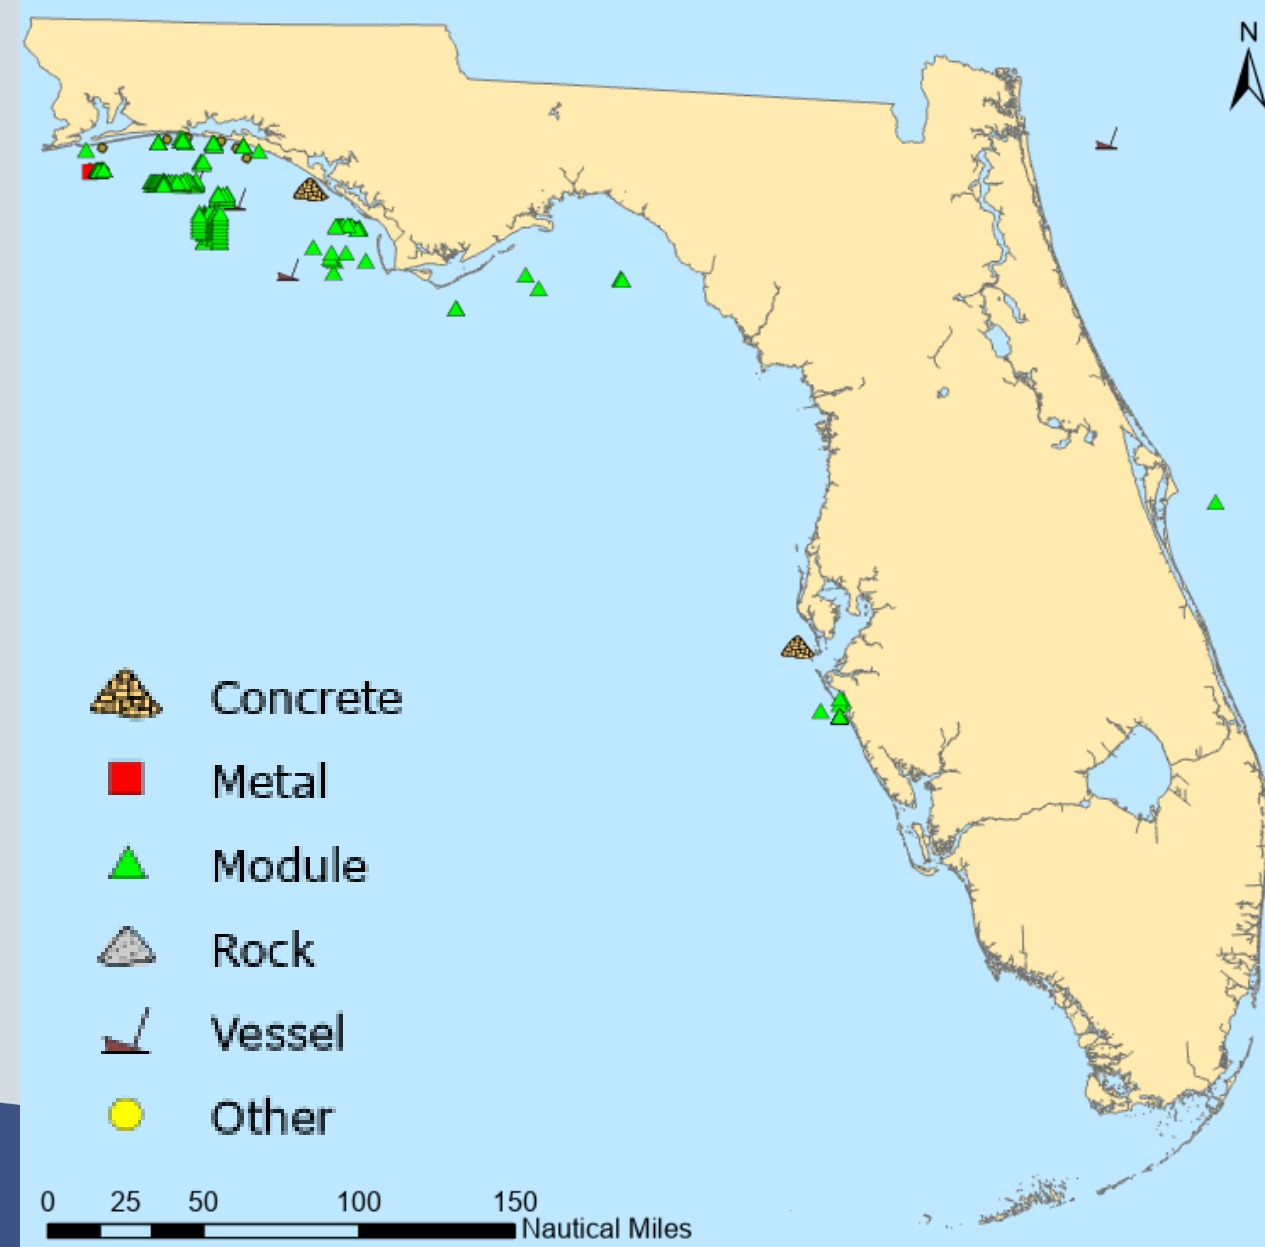 N
Concrete
Metal
Module
Rock
Vessel
Other
0 25 50 100 150
Nautical Miles